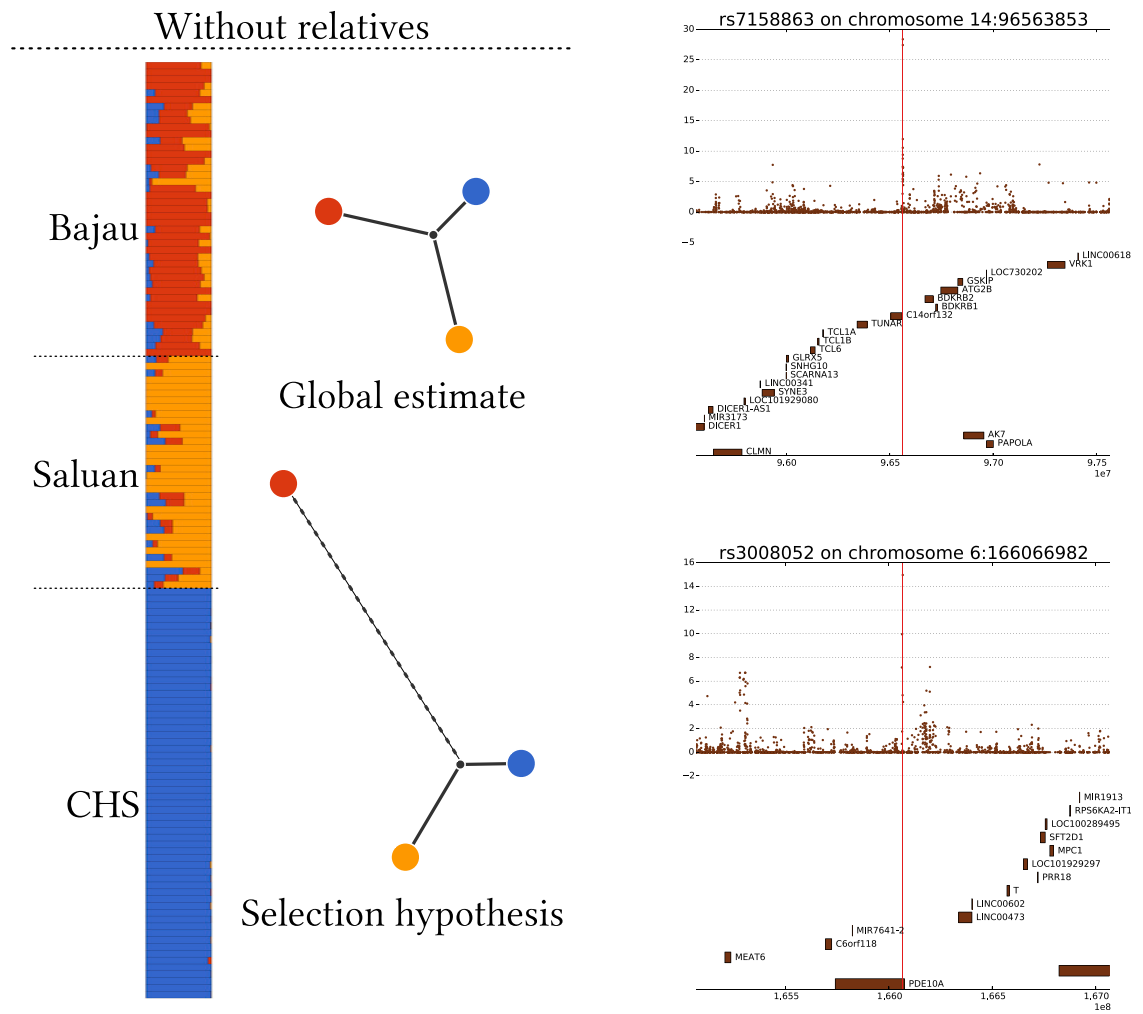 Without relatives
Bajau
Saluan
CHS
Global estimate
Selection hypothesis
rs7158863 on chromosome 14:96563853
30
25
20
15
10
5
0
−5
LINC00618
VRK1
LOC730202
GSKIP
ATG2B
BDKRB2
BDKRB1
C14orf132
TUNAR
TCL1A
TCL1B
TCL6
GLRX5
SNHG10
SCARNA13
LINC00341
SYNE3
LOC101929080
DICER1-AS1
MIR3173
DICER1
AK7
PAPOLA
CLMN
9.60 9.65 9.70 9.75
1e7
rs3008052 on chromosome 6:166066982
16
14
12
10
8
6
4
2
0
−2
MIR1913
RPS6KA2-IT1
LOC100289495
SFT2D1
MPC1
LOC101929297
PRR18
T
LINC00602
LINC00473
MIR7641-2
C6orf118
MEAT6
PDE10A
1,655 1,660 1,665 1,670
1e8